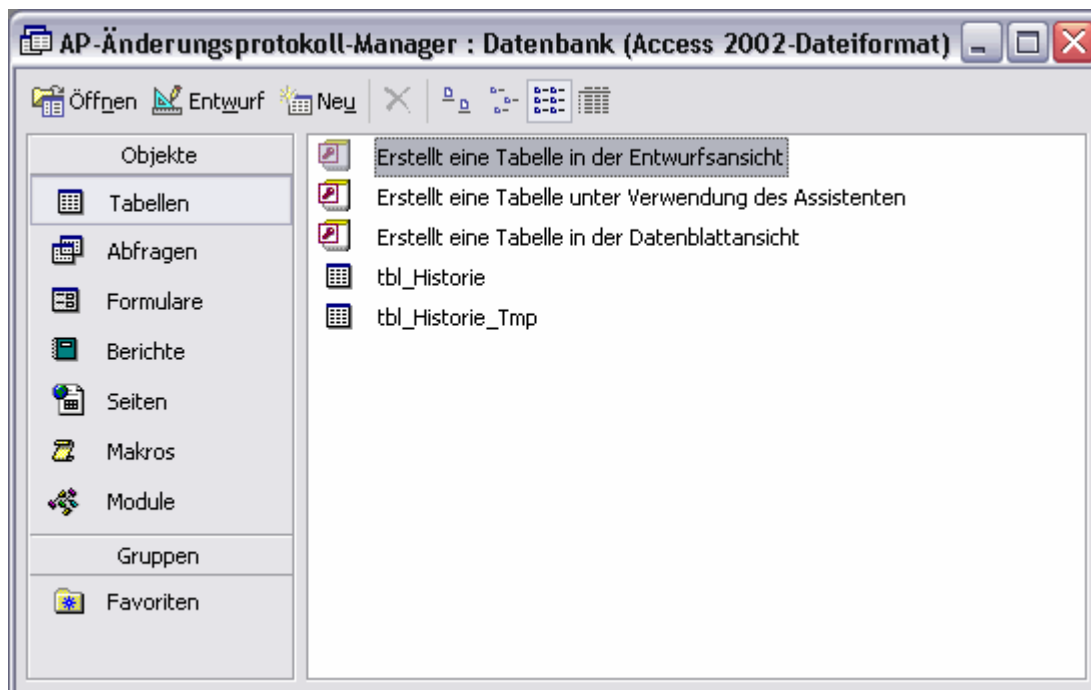 AP-Änderungsprotokoll-Manager : Datenbank (Access 2002-Dateiformat)
Öffnen Entwurf Neu
Objekte
Tabellen
Abfragen
Formulare
Berichte
Seiten
Makros
Module
Gruppen
Favoriten
Erstellt eine Tabelle in der Entwurfsansicht
Erstellt eine Tabelle unter Verwendung des Assistenten
Erstellt eine Tabelle in der Datenblattansicht
tbl_Historie
tbl_Historie_Tmp